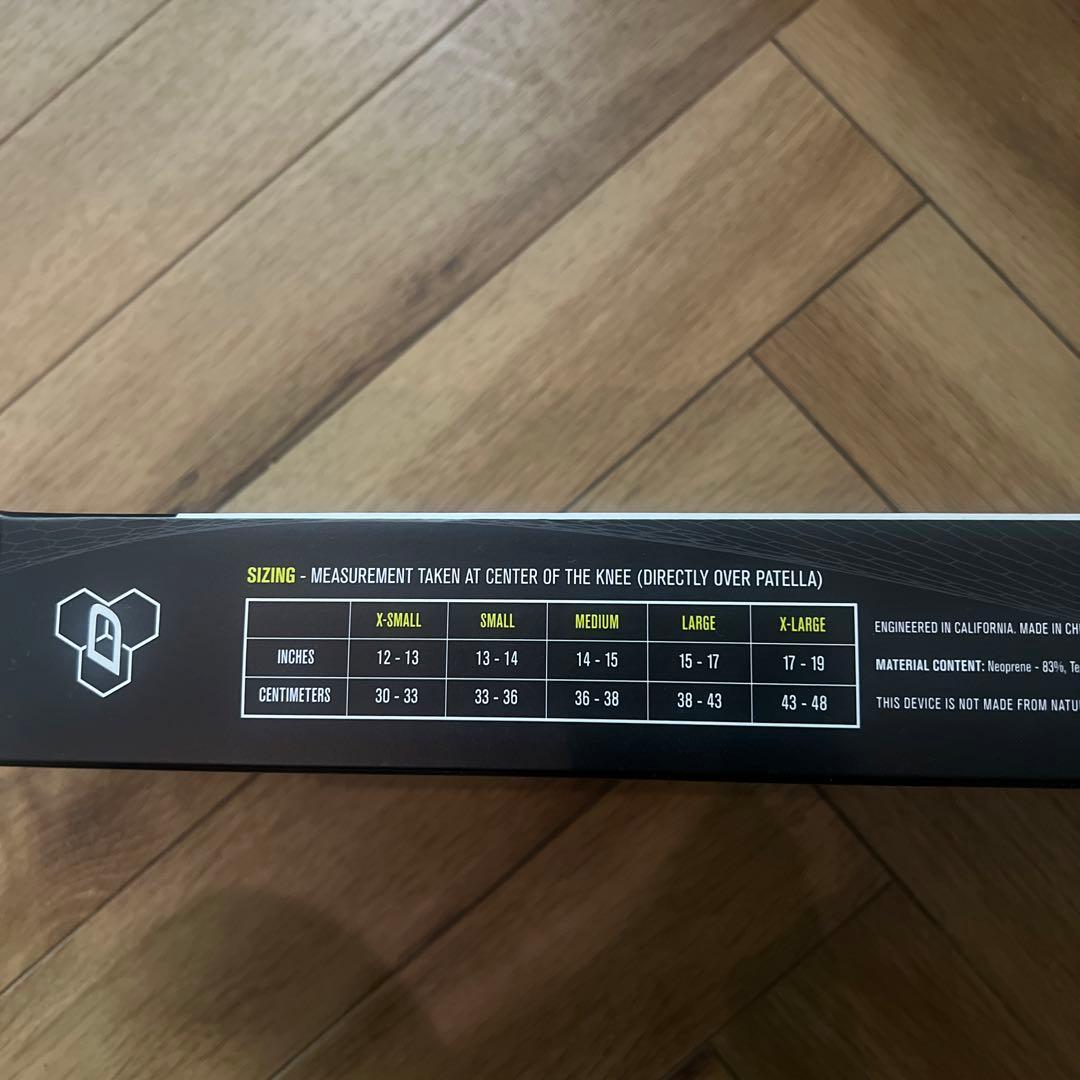 SIZING - MEASUREMENT TAKEN AT CENTER OF THE KNEE (DIRECTLY OVER PATELLA)
X-SMALL SMALL MEDIUM LARGE X-LARGE
INCHES 12 - 13 13 - 14 14 - 15 15 - 17 17 - 19
CENTIMETERS 30 - 33 33 - 36 36 - 38 38 - 43 43 - 48
ENGINEERED IN CALIFORNIA. MADE IN
MATERIAL CONTENT: Neoprene - 83%,
THIS DEVICE IS NOT MADE FROM